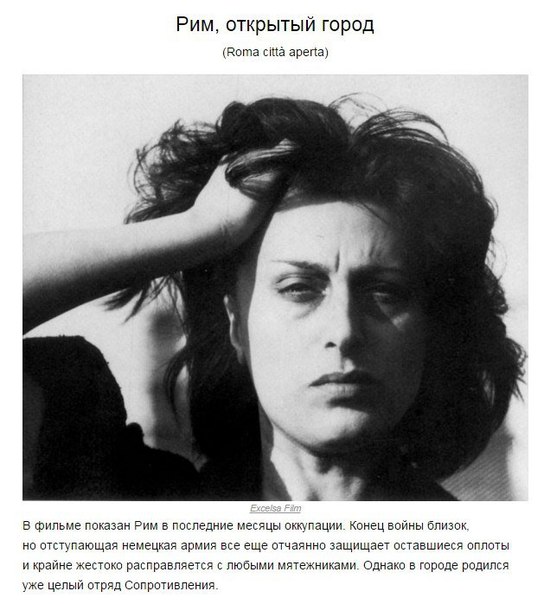 Рим, открытый город
(Roma città aperta)
Excelsa Film
В фильме показан Рим в последние месяцы оккупации. Конец войны близок,
но отступающая немецкая армия все еще отчаянно защищает оставшиеся оплоты
и крайне жестоко расправляется с любыми мятежниками. Однако в городе родился
уже целый отряд Сопротивления.